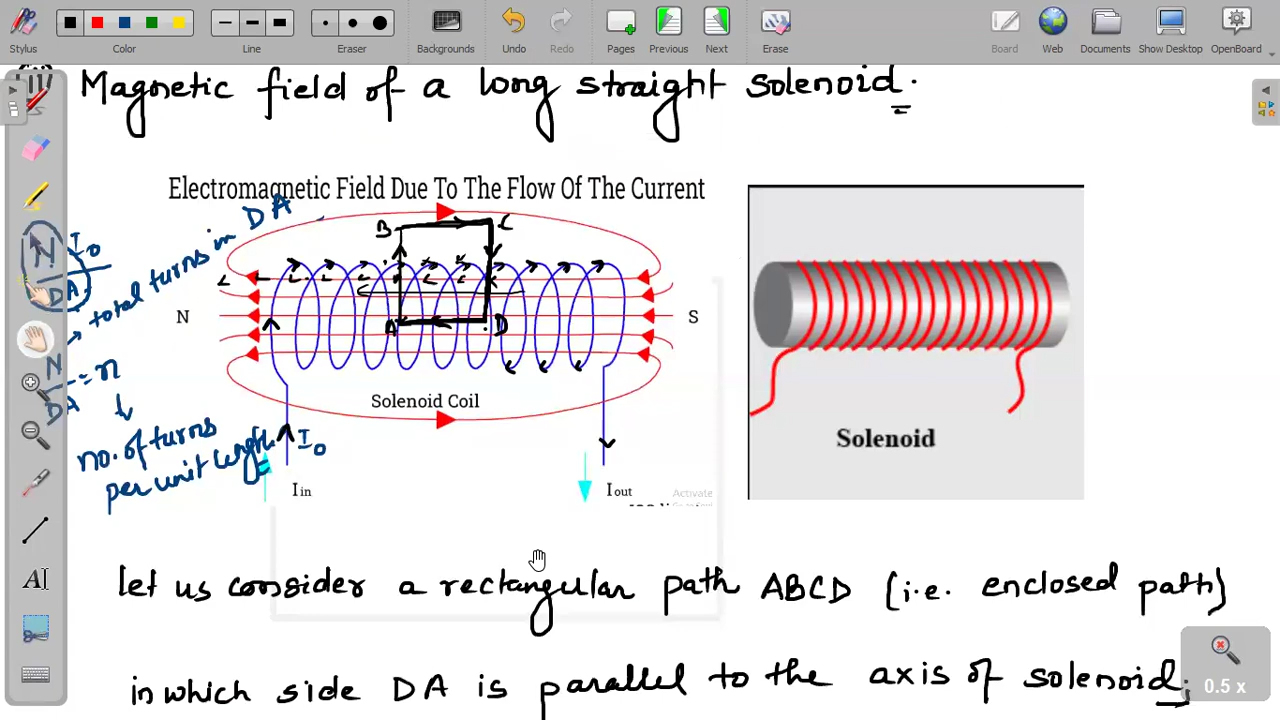 Stylus
Color
Line
Eraser
Backgrounds
Undo
Redo
Pages
Previous
Next
Erase
Board
Web
Documents
Show Desktop
OpenBoard
Magnetic field of a long straight solenoid.
Electromagnetic Field Due To The Flow Of The Current
B
C
A
D
N
S
Solenoid Coil
I₀
I in
I out
N I₀
DA
→ total turns in DA
N/DA = n
↓
no. of turns
per unit length
Solenoid
Activate
let us consider a rectangular path ABCD (i.e. enclosed path)
in which side DA is parallel to the axis of solenoid;
0.5 x